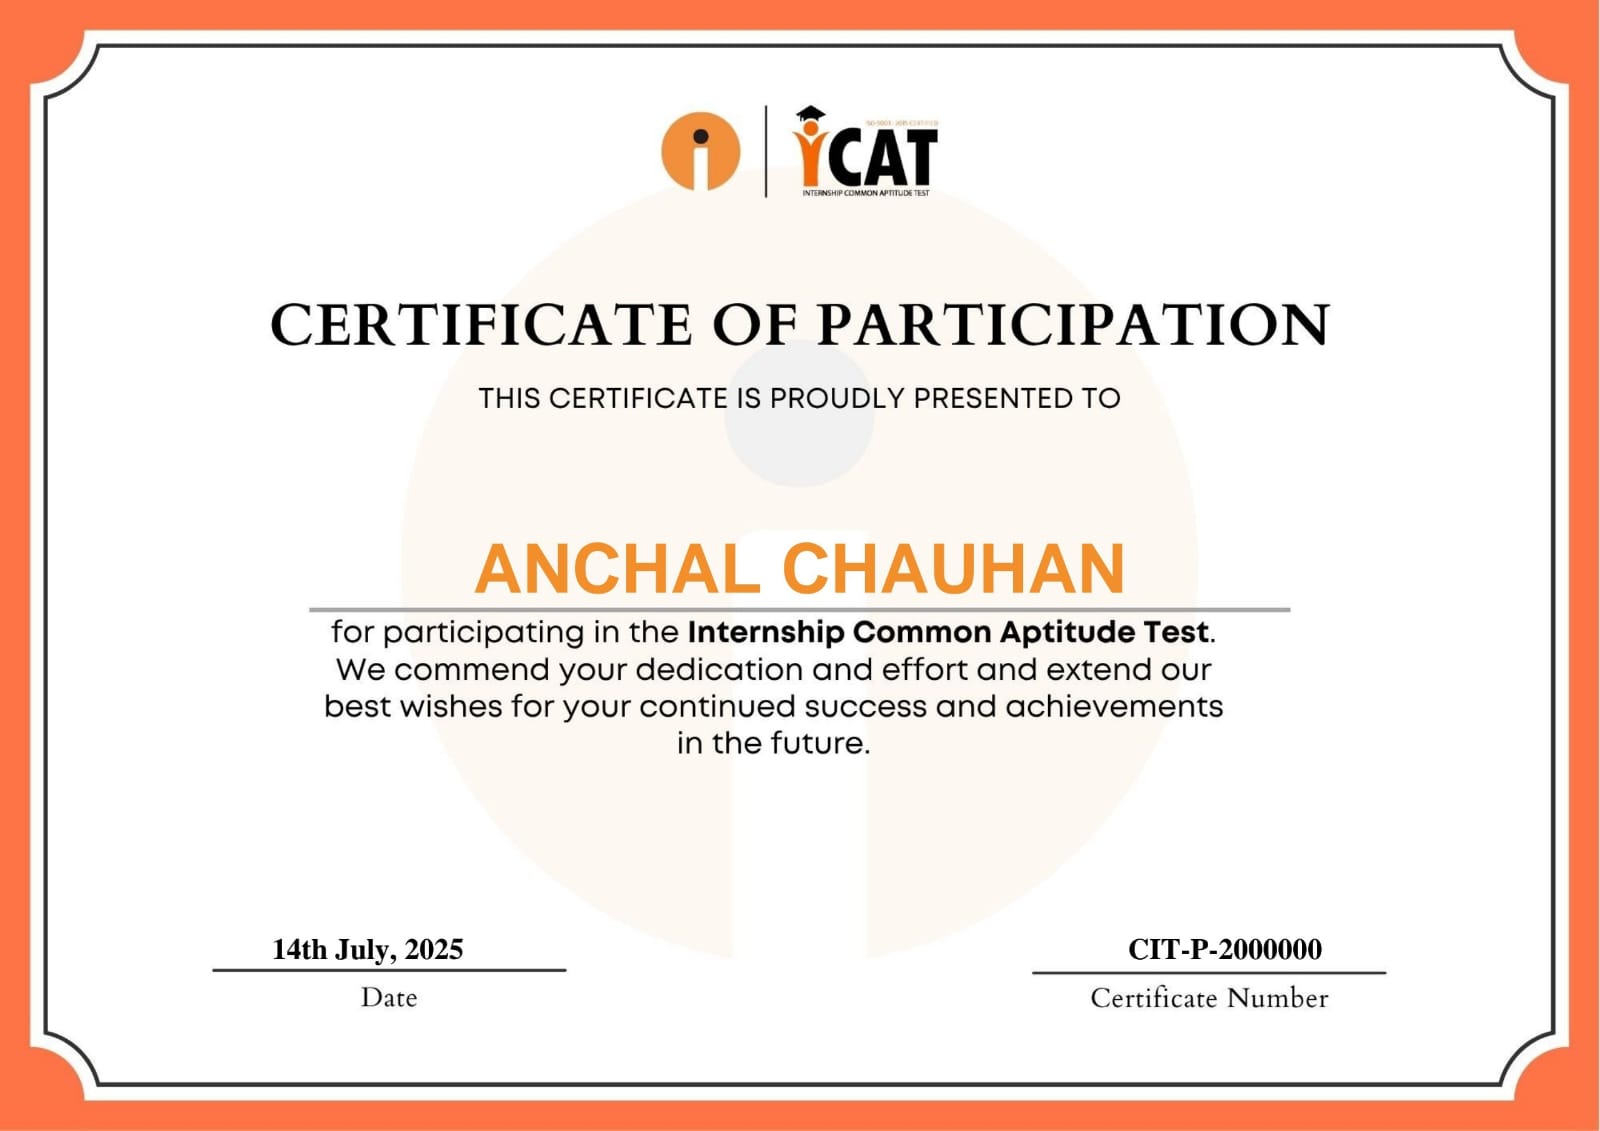 ISO-9001: 2015 CERTIFIED
iCAT
INTERNSHIP COMMON APTITUDE TEST
CERTIFICATE OF PARTICIPATION
THIS CERTIFICATE IS PROUDLY PRESENTED TO
ANCHAL CHAUHAN
for participating in the Internship Common Aptitude Test.
We commend your dedication and effort and extend our
best wishes for your continued success and achievements
in the future.
14th July, 2025
Date
CIT-P-2000000
Certificate Number